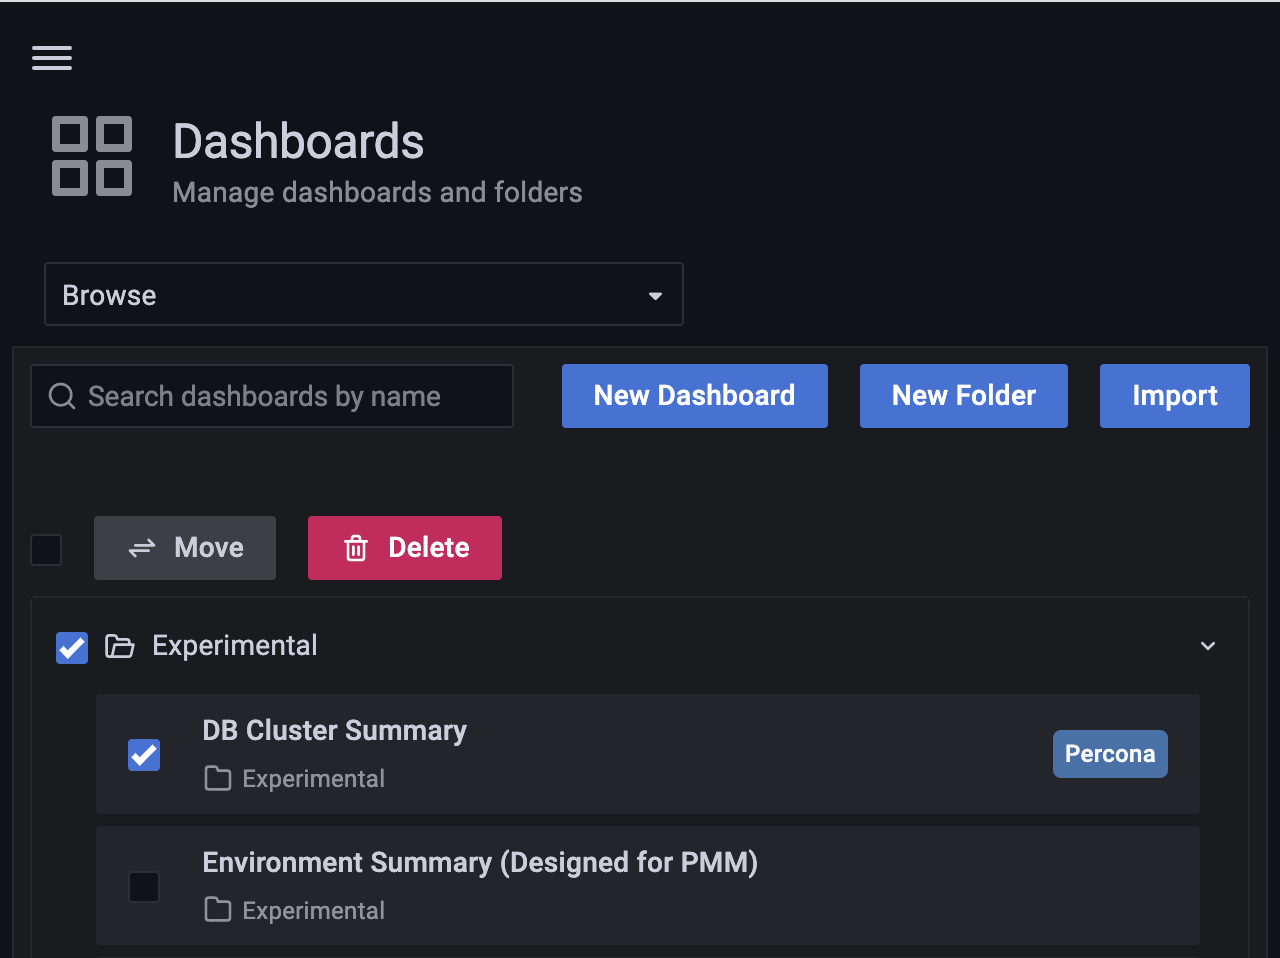 Dashboards
Manage dashboards and folders
Browse
Search dashboards by name
New Dashboard
New Folder
Import
Move
Delete
Experimental
DB Cluster Summary
Experimental
Percona
Environment Summary (Designed for PMM)
Experimental